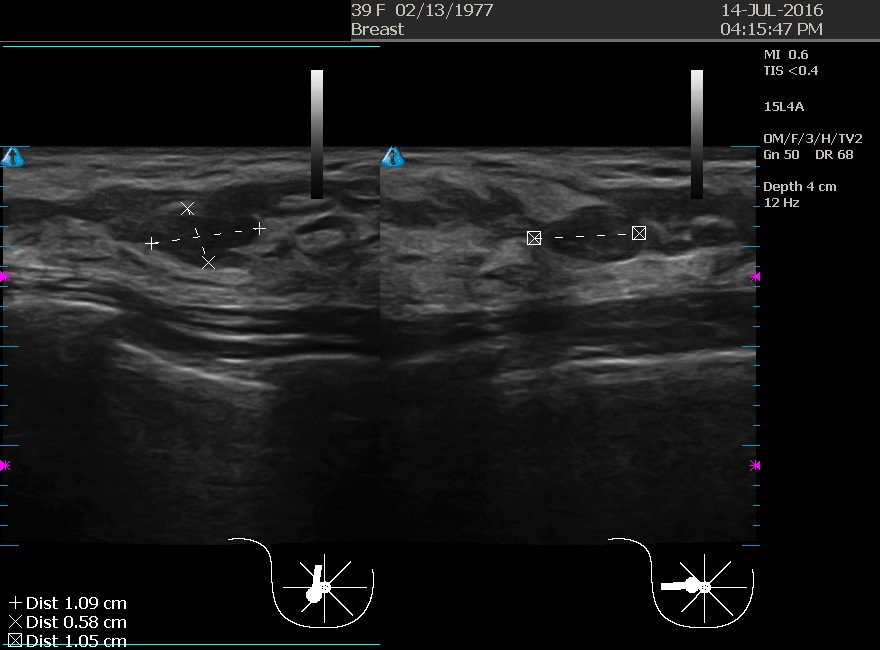 39 F 02/13/1977 14-JUL-2016
Breast 04:15:47 PM
MI 0.6
TIS <0.4
15L4A
OM/F/3/H/TV2
Gn 50 DR 68
Depth 4 cm
12 Hz
Dist 1.09 cm
Dist 0.58 cm
Dist 1.05 cm